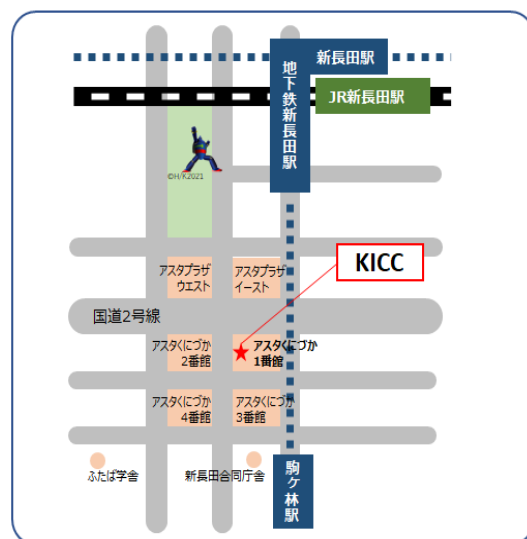 新長田駅
地下鉄新長田駅
JR新長田駅
©H/K2021
KICC
アスタプラザ
ウエスト
アスタプラザ
イースト
国道2号線
アスタくにづか
2番館
アスタくにづか
1番館
アスタくにづか
4番館
アスタくにづか
3番館
ふたば学舎
新長田合同庁舎
駒ケ林駅